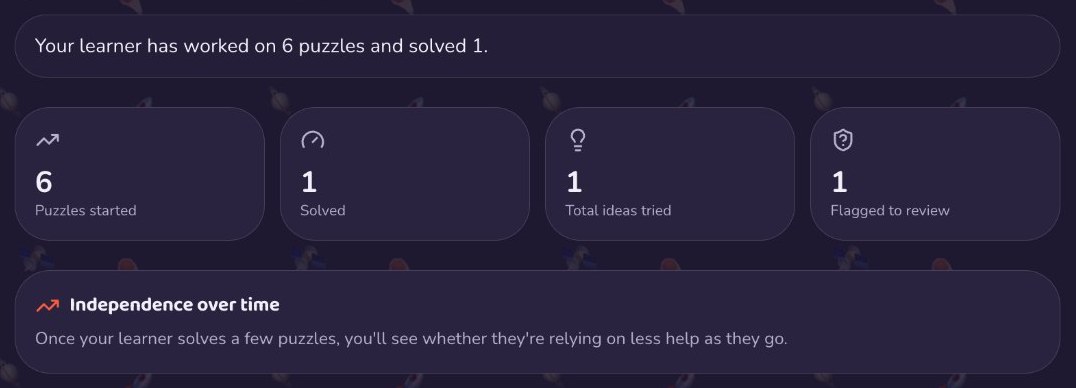 Your learner has worked on 6 puzzles and solved 1.
6
Puzzles started
1
Solved
1
Total ideas tried
1
Flagged to review
Independence over time
Once your learner solves a few puzzles, you'll see whether they're relying on less help as they go.